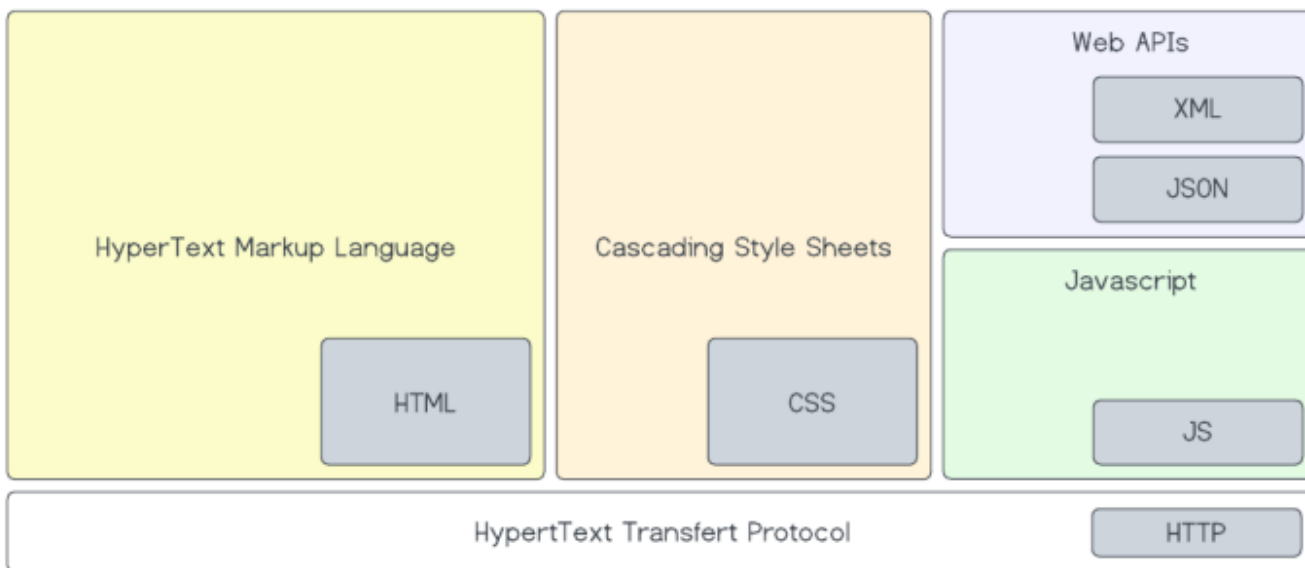 HyperText Markup Language
HTML
Cascading Style Sheets
CSS
Web APIs
XML
JSON
Javascript
JS
HypertText Transfert Protocol
HTTP